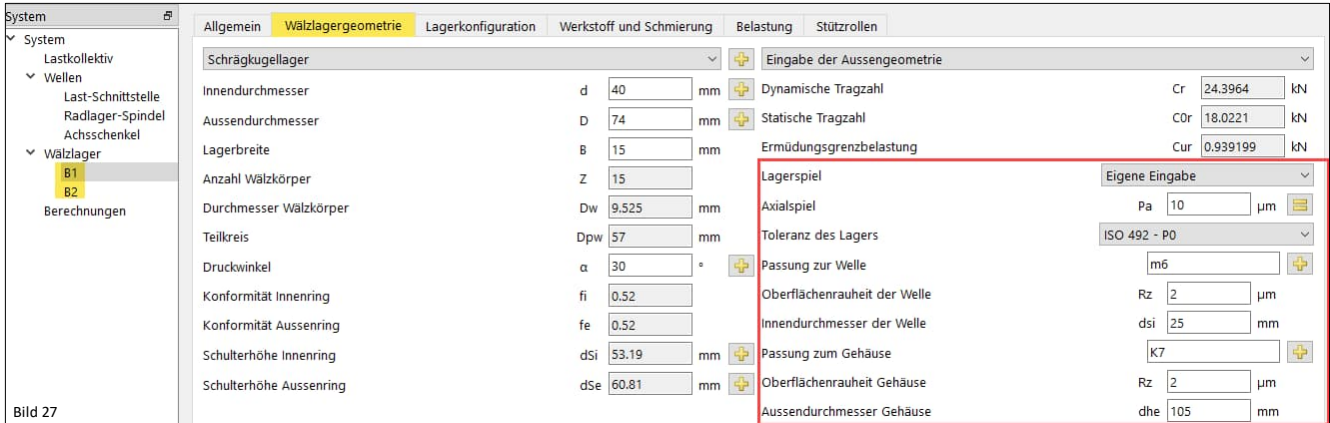 System
System
Lastkollektiv
Wellen
Last-Schnittstelle
Radlager-Spindel
Achsschenkel
Wälzlager
B1
B2
Berechnungen
Bild 27
Allgemein Wälzlagergeometrie Lagerkonfiguration Werkstoff und Schmierung Belastung Stützrollen
Schrägkugellager
Innendurchmesser d 40 mm
Aussendurchmesser D 74 mm
Lagerbreite B 15 mm
Anzahl Wälzkörper Z 15
Durchmesser Wälzkörper Dw 9.525 mm
Teilkreis Dpw 57 mm
Druckwinkel α 30 °
Konformität Innenring fi 0.52
Konformität Aussenring fe 0.52
Schulterhöhe Innenring dSi 53.19 mm
Schulterhöhe Aussenring dSe 60.81 mm
Eingabe der Aussengeometrie
Dynamische Tragzahl Cr 24.3964 kN
Statische Tragzahl C0r 18.0221 kN
Ermüdungsgrenzbelastung Cur 0.939199 kN
Lagerspiel Eigene Eingabe
Axialspiel Pa 10 µm
Toleranz des Lagers ISO 492 - P0
Passung zur Welle m6
Oberflächenrauheit der Welle Rz 2 µm
Innendurchmesser der Welle dsi 25 mm
Passung zum Gehäuse K7
Oberflächenrauheit Gehäuse Rz 2 µm
Aussendurchmesser Gehäuse dhe 105 mm